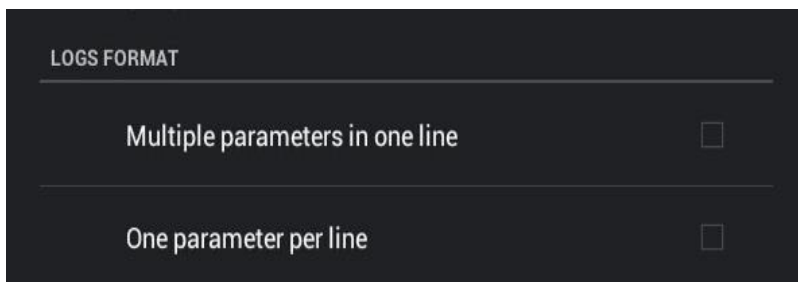 LOGS FORMAT
Multiple parameters in one line
One parameter per line